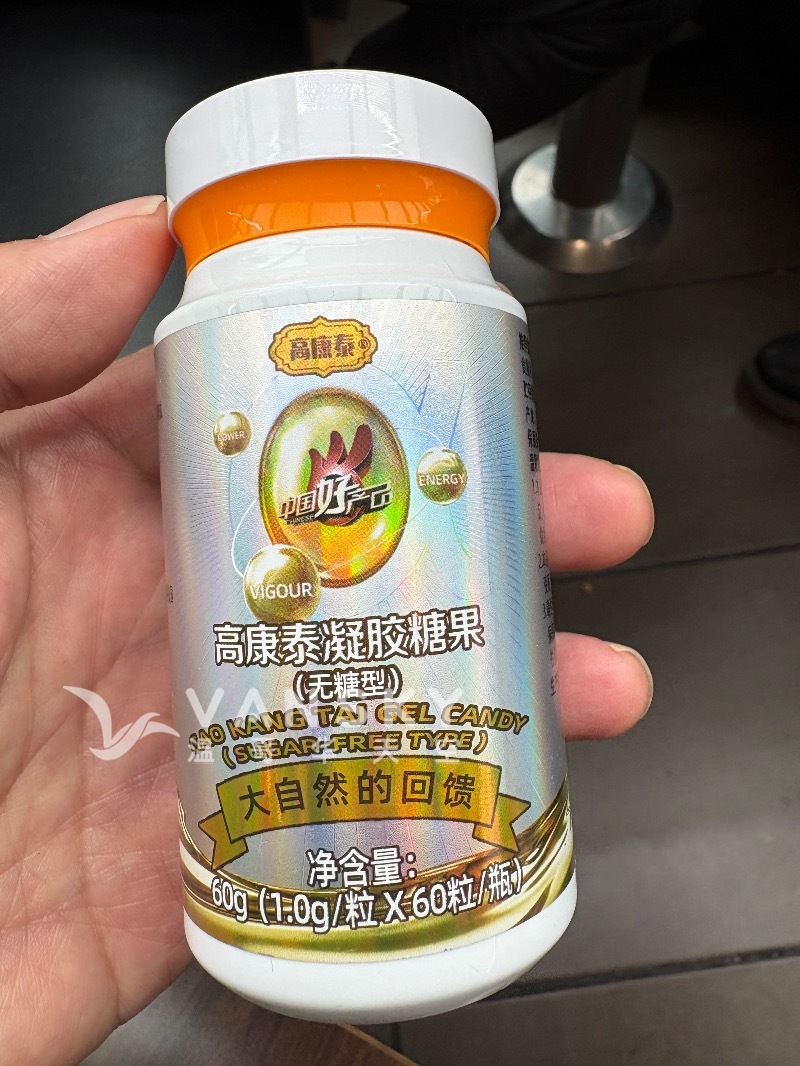 高康泰®
POWER
ENERGY
中国好产品
CHINESE
VIGOUR
高康泰凝胶糖果
（无糖型）
VANSKY
GAO KANG TAI GEL CANDY
(SUGAR-FREE TYPE)
大自然的回馈
净含量：
60g（1.0g/粒 X 60粒/瓶）